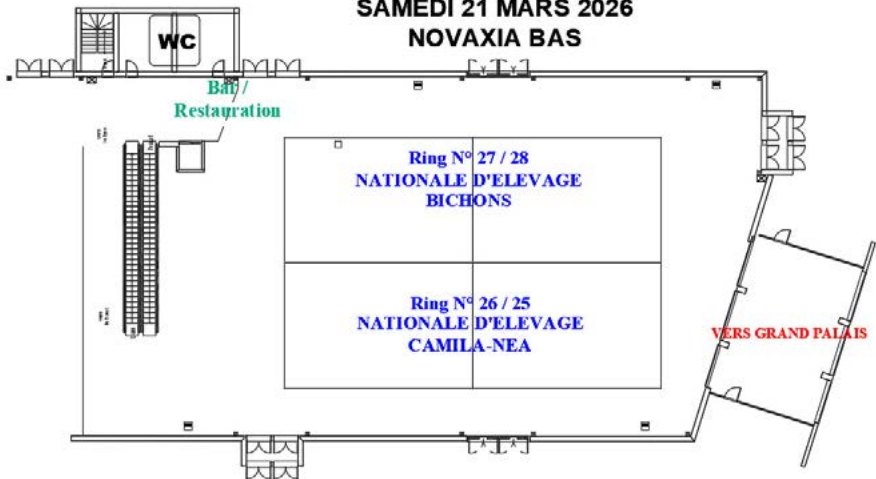 SAMEDI 21 MARS 2026
NOVAXIA BAS
WC
Bar /
Restauration
Ring N° 27 / 28
NATIONALE D'ELEVAGE
BICHONS
Ring N° 26 / 25
NATIONALE D'ELEVAGE
CAMILA-NEA
VERS GRAND PALAIS